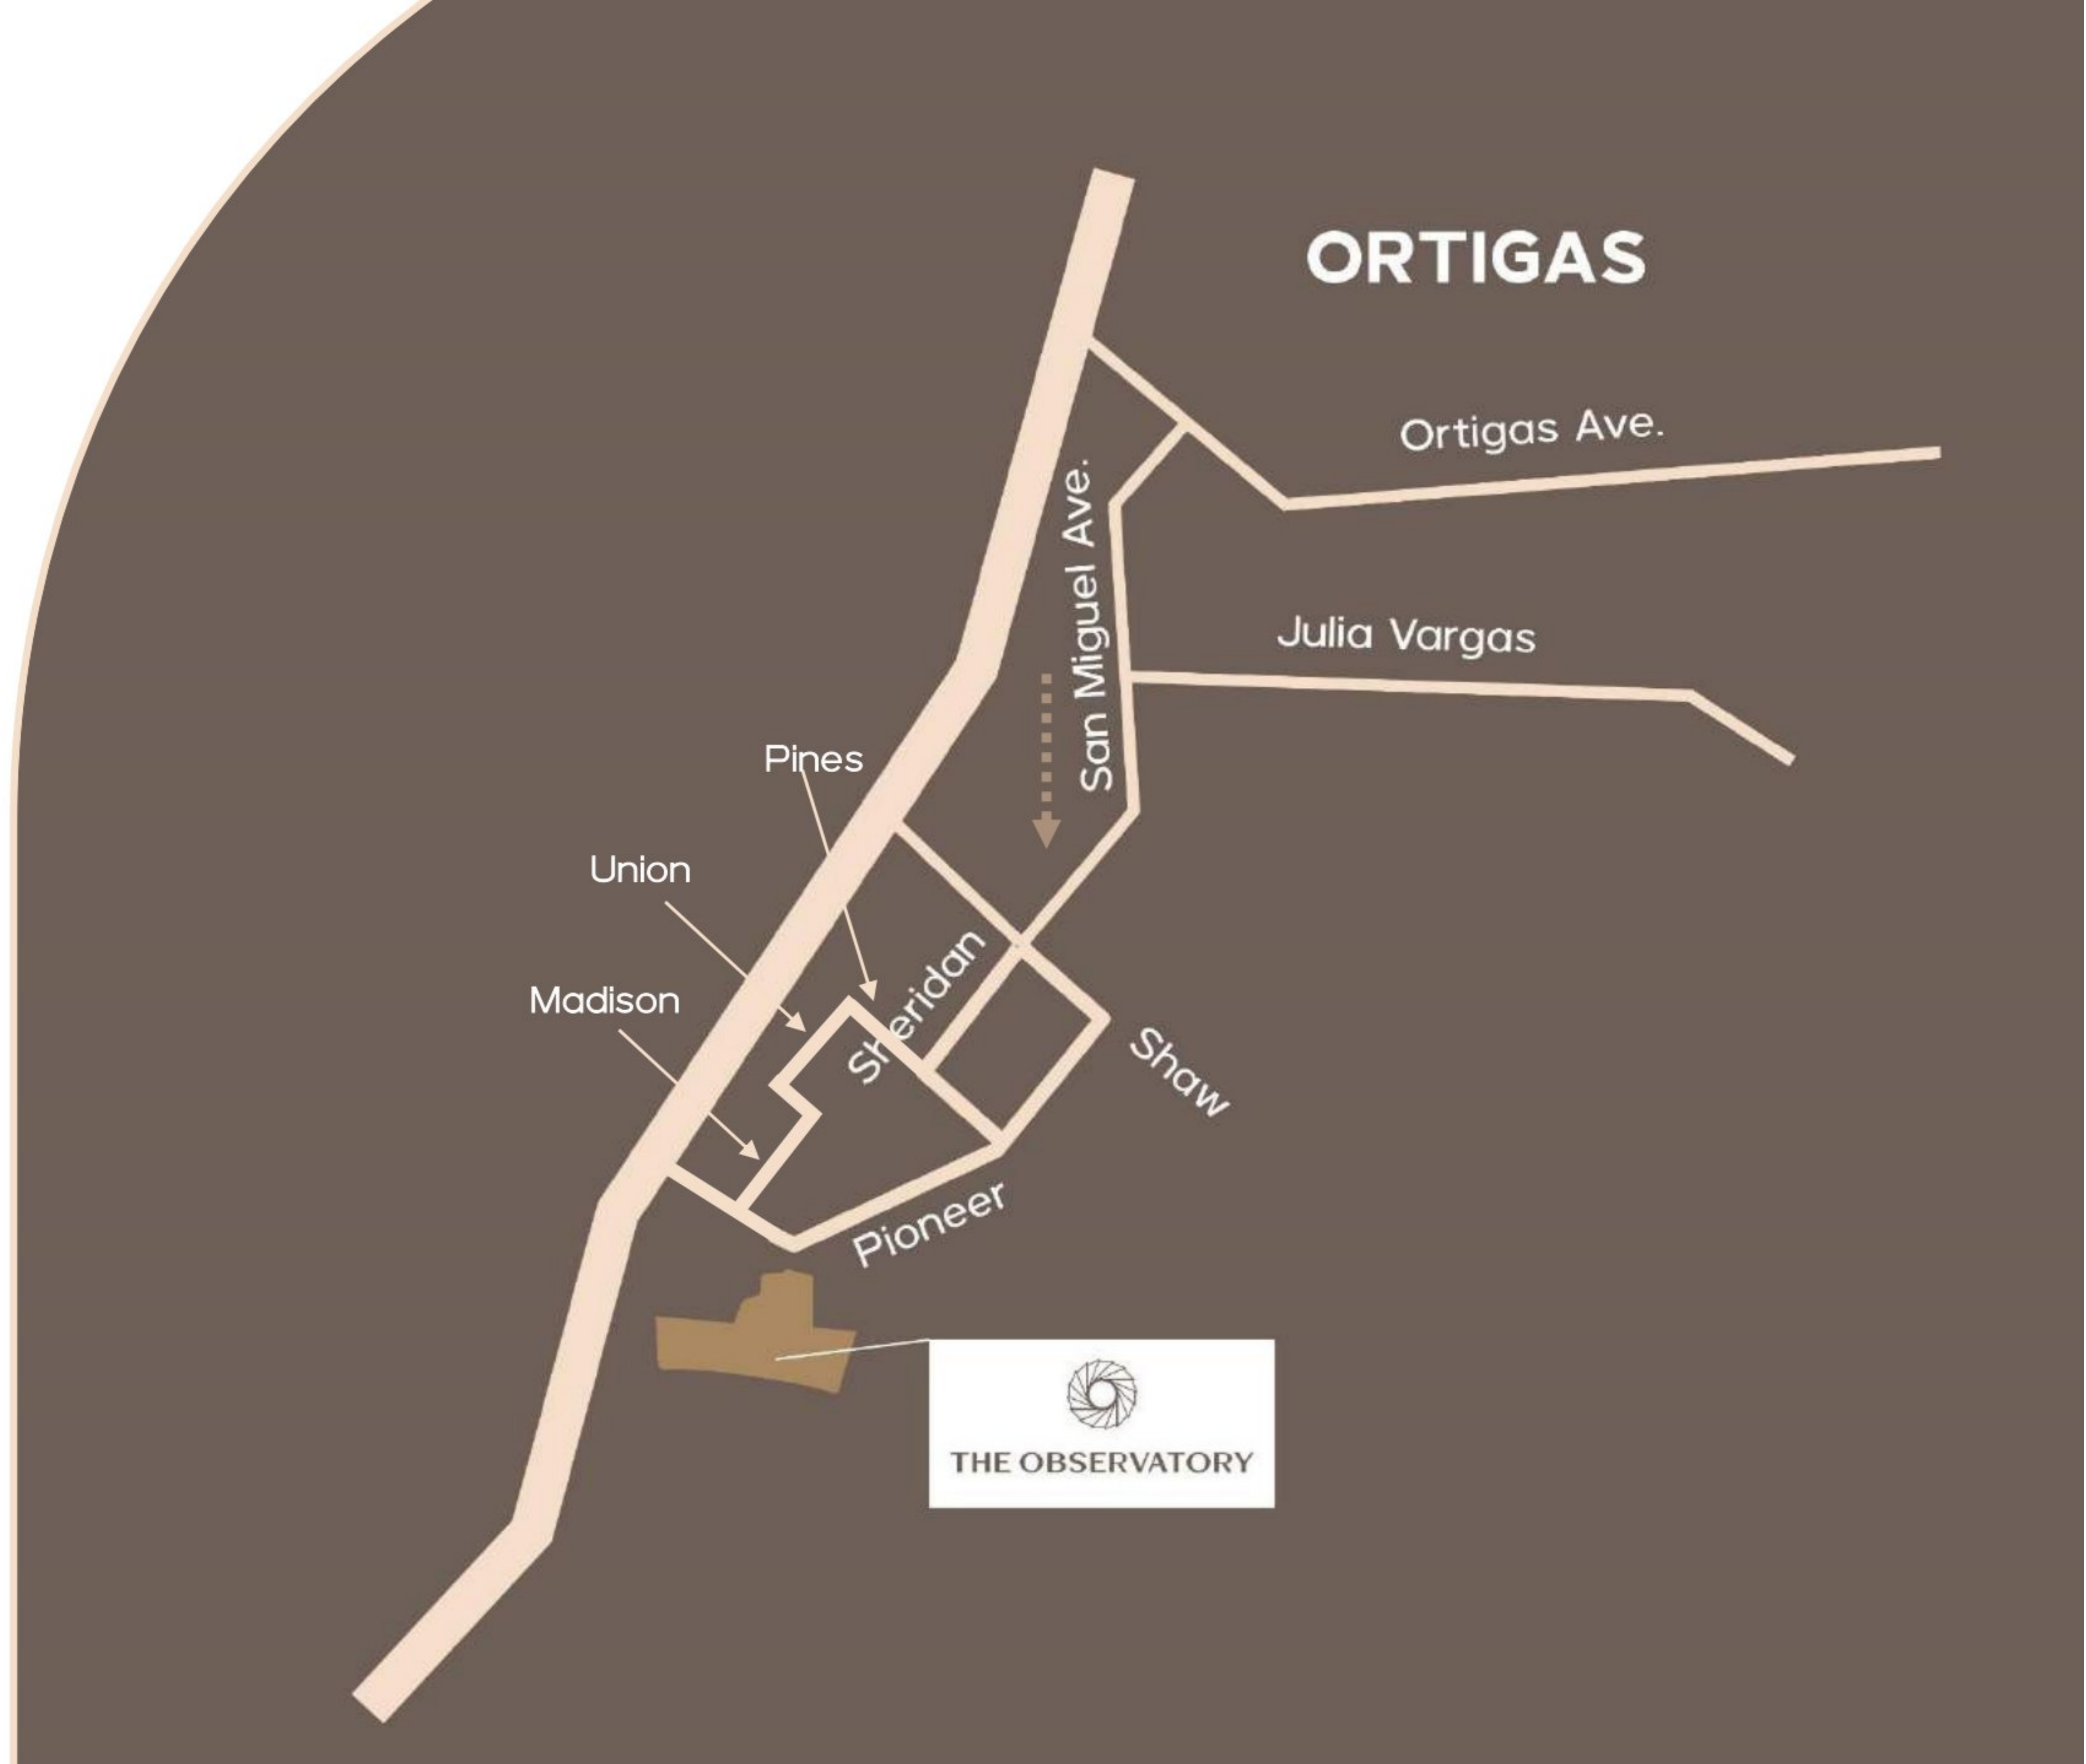 ORTIGAS
Ortigas Ave.
San Miguel Ave.
Julia Vargas
Pines
Union
Sheridan
Madison
Shaw
Pioneer
THE OBSERVATORY